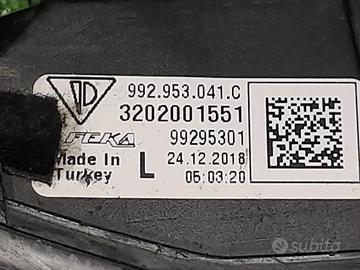 992.953.041.C
3202001551
FEKA 99295301
Made In L 24.12.2018
Turkey 05:03:20
subito